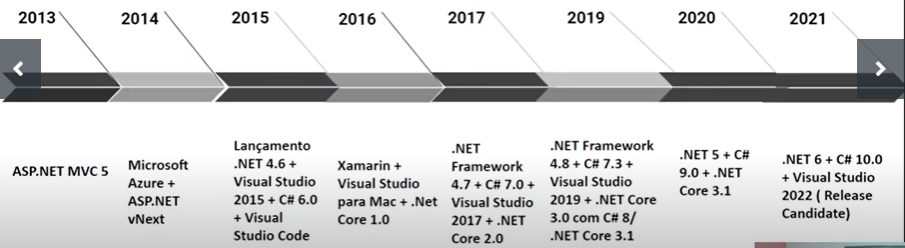 2013
2014
2015
2016
2017
2019
2020
2021
ASP.NET MVC 5
Microsoft
Azure +
ASP.NET
vNext
Lançamento
.NET 4.6 +
Visual Studio
2015 + C# 6.0
+ Visual
Studio Code
Xamarin +
Visual Studio
para Mac + .Net
Core 1.0
.NET
Framework
4.7 + C# 7.0 +
Visual Studio
2017 + .NET
Core 2.0
.NET Framework
4.8 + C# 7.3 +
Visual Studio
2019 + .NET Core
3.0 com C# 8/
.NET Core 3.1
.NET 5 + C#
9.0 + .NET
Core 3.1
.NET 6 + C# 10.0
+ Visual Studio
2022 ( Release
Candidate)